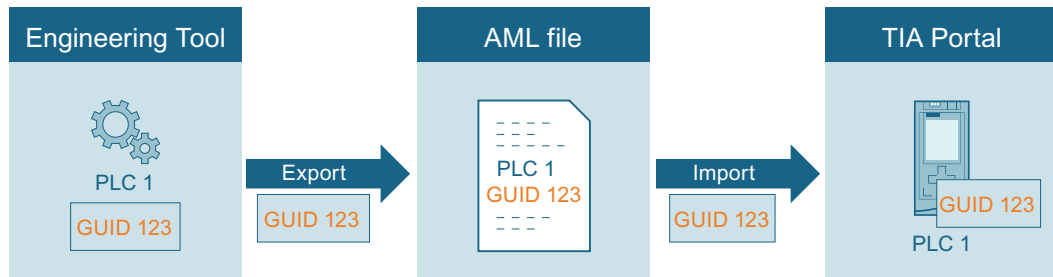 Engineering Tool
PLC 1
GUID 123
Export
GUID 123
AML file
PLC 1
GUID 123
Import
GUID 123
TIA Portal
GUID 123
PLC 1